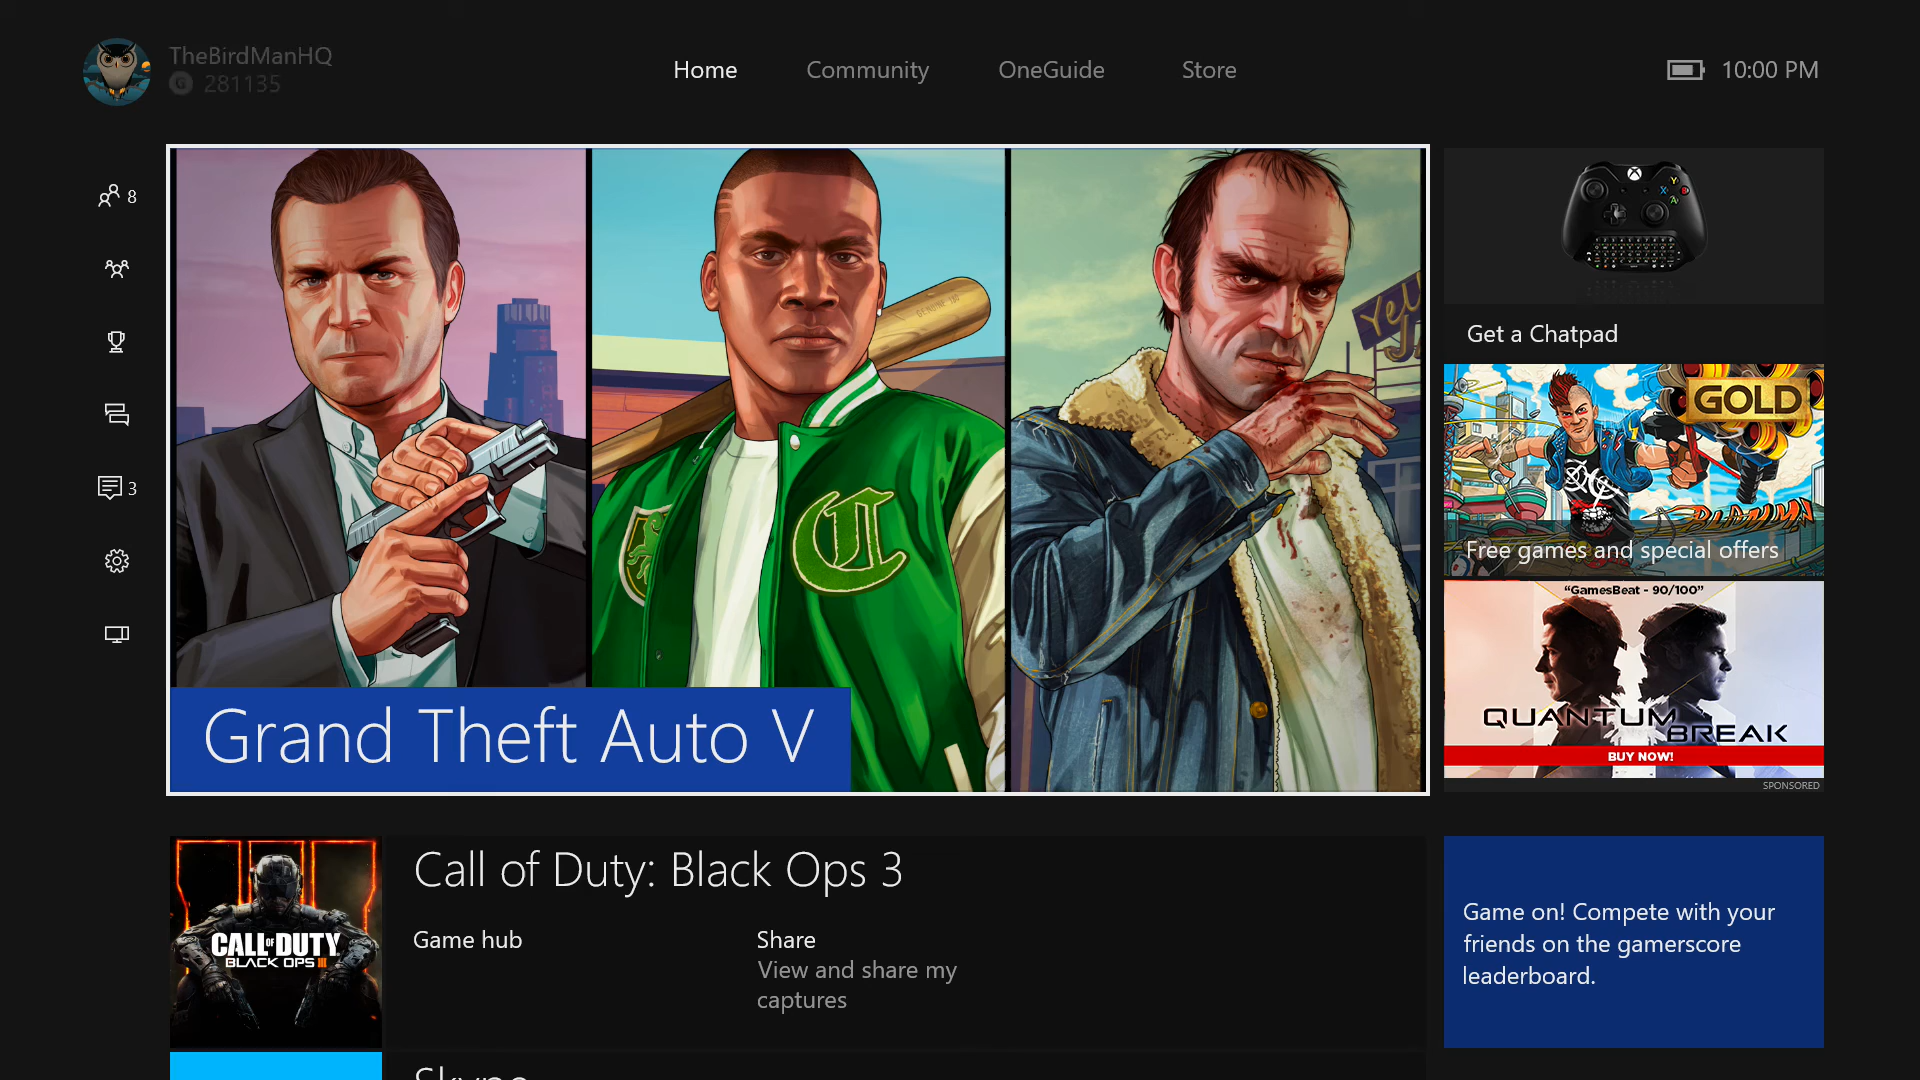 TheBirdManHQ
G 281135
Home
Community
OneGuide
Store
10:00 PM
8
3
GENUINE
C
Grand Theft Auto V
Y
X
B
A
Get a Chatpad
GOLD
Free games and special offers
“GamesBeat - 90/100”
QUANTUM
BREAK
BUY NOW!
SPONSORED
CALL OF DUTY
BLACK OPS III
Call of Duty: Black Ops 3
Game hub
Share
View and share my
captures
Game on! Compete with your
friends on the gamerscore
leaderboard.
Skype